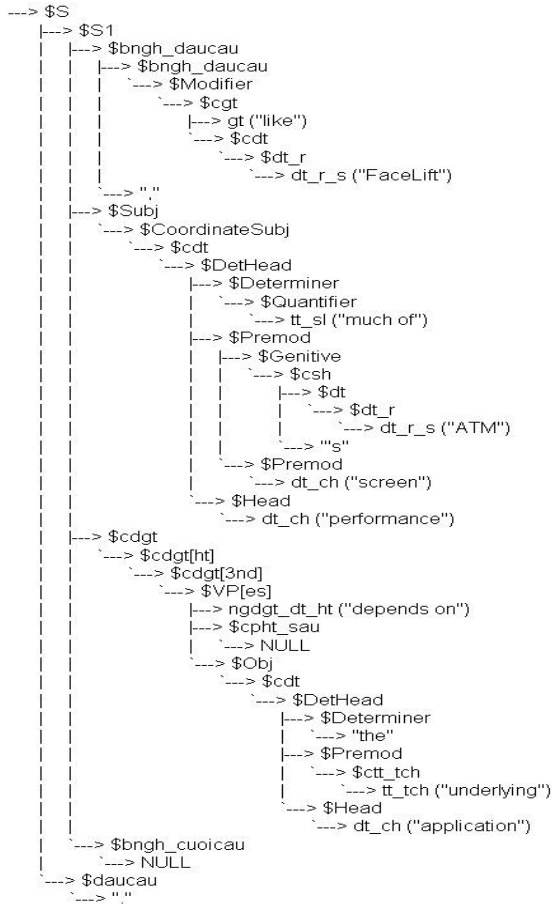 ---> $S
|---> $S1
| |---> $bngh_daucau
| | |---> $bngh_daucau
| | | `---> $Modifier
| | | `---> $cgt
| | | |---> gt ("like")
| | | `---> $cdt
| | | `---> $dt_r
| | | `---> dt_r_s ("FaceLift")
| | `---> ","
| |---> $Subj
| | `---> $CoordinateSubj
| | `---> $cdt
| | `---> $DetHead
| | |---> $Determiner
| | | `---> $Quantifier
| | | `---> tt_sl ("much of")
| | |---> $Premod
| | | |---> $Genitive
| | | | `---> $csh
| | | | |---> $dt
| | | | | `---> $dt_r
| | | | | `---> dt_r_s ("ATM")
| | | | `---> "'s"
| | | `---> $Premod
| | | `---> dt_ch ("screen")
| | `---> $Head
| | `---> dt_ch ("performance")
| |---> $cdgt
| | `---> $cdgt[ht]
| | `---> $cdgt[3nd]
| | `---> $VP[es]
| | |---> ngdgt_dt_ht ("depends on")
| | |---> $cpht_sau
| | | `---> NULL
| | `---> $Obj
| | `---> $cdt
| | `---> $DetHead
| | |---> $Determiner
| | | `---> "the"
| | |---> $Premod
| | | `---> $ctt_tch
| | | `---> tt_tch ("underlying")
| | `---> $Head
| | `---> dt_ch ("application")
| `---> $bngh_cuoicau
| `---> NULL
`---> $daucau
`---> "."